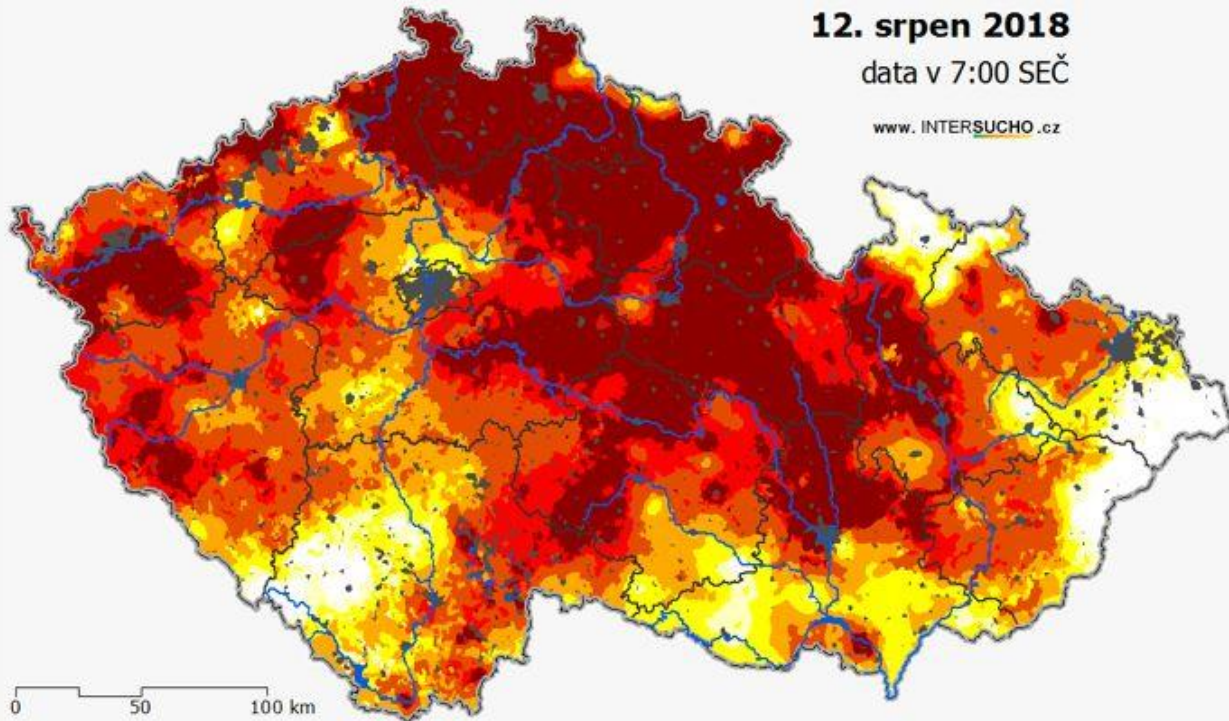 12. srpen 2018
data v 7:00 SEČ
www. INTERSUCHO .cz
0 50 100 km